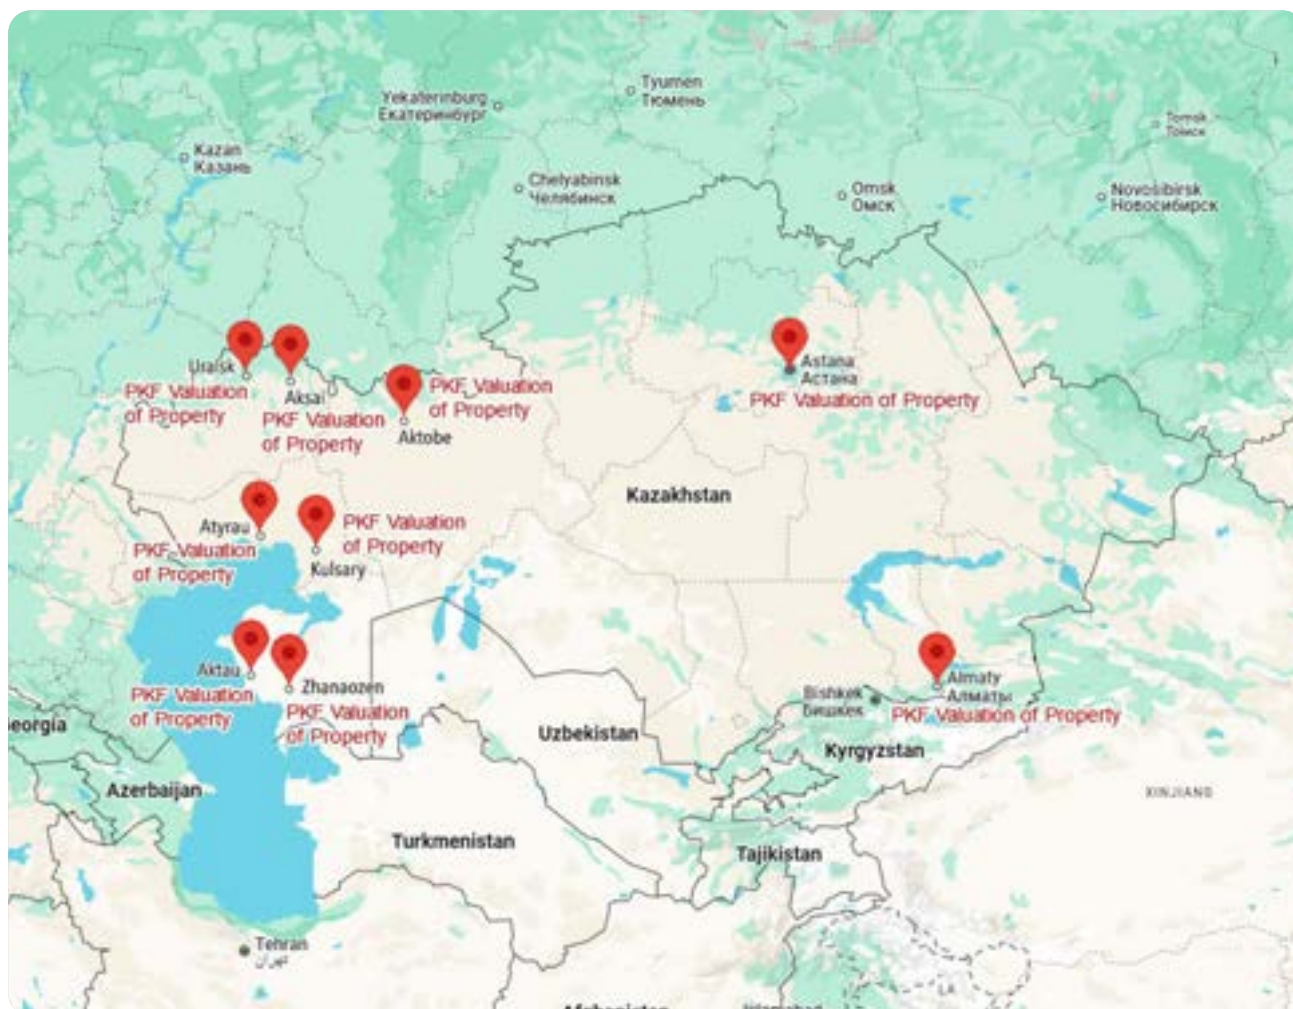 Tyumen
Тюмень
Yekaterinburg
Екатеринбург
Tomsk
Томск
Kazan
Казань
Chelyabinsk
Челябинск
Omsk
Омск
Novosibirsk
Новосибирск
Uralsk
PKF Valuation
of Property
Aksai
PKF Valuation
of Property
PKF Valuation
of Property
Aktobe
Astana
Астана
PKF Valuation of Property
Kazakhstan
Atyrau
PKF Valuation
of Property
PKF Valuation
of Property
Kulsary
Aktau
PKF Valuation
of Property
Zhanaozen
PKF Valuation
of Property
Almaty
Алматы
PKF Valuation of Property
Bishkek
Бишкек
eorgia
Uzbekistan
Kyrgyzstan
Azerbaijan
XINJIANG
Turkmenistan
Tajikistan
Tehran
تهران
LA